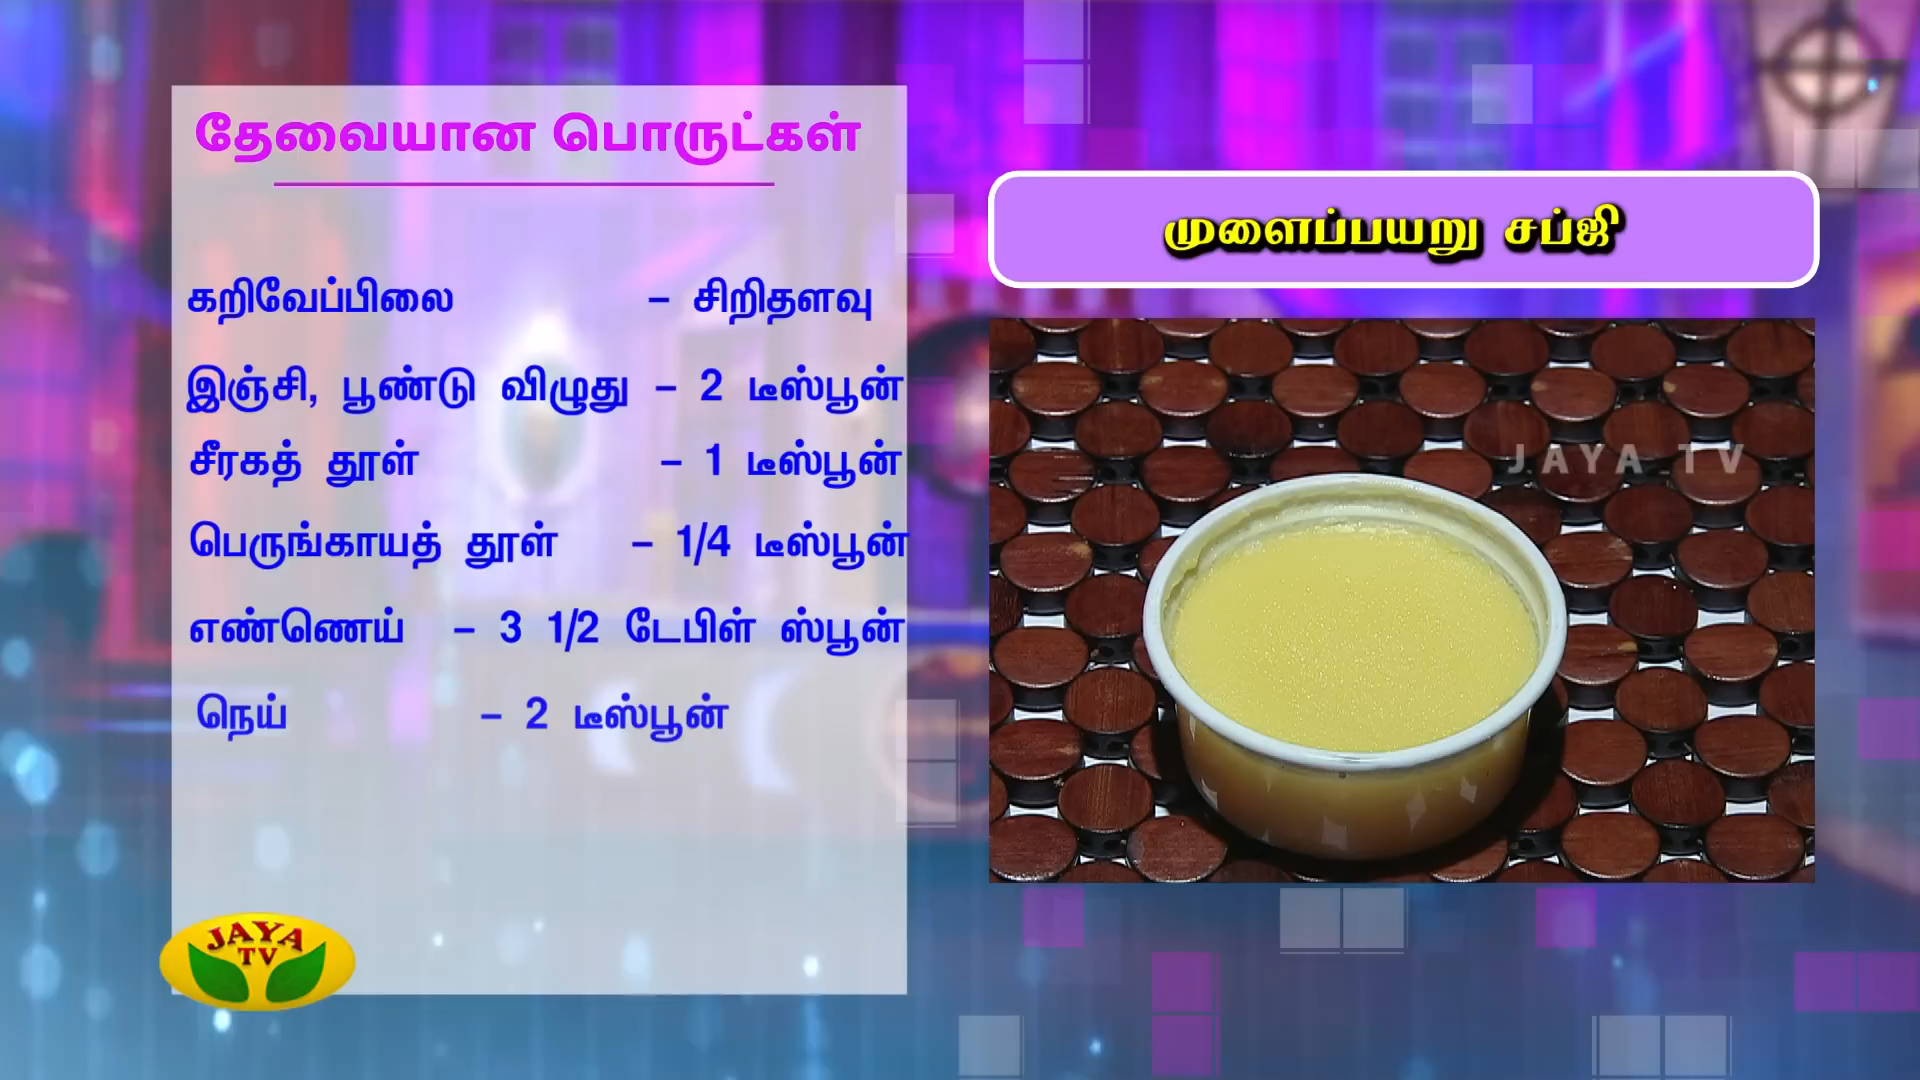 தேவையான பொருட்கள்
கறிவேப்பிலை - சிறிதளவு
இஞ்சி, பூண்டு விழுது - 2 டீஸ்பூன்
சீரகத் தூள் - 1 டீஸ்பூன்
பெருங்காயத் தூள் - 1/4 டீஸ்பூன்
எண்ணெய் - 3 1/2 டேபிள் ஸ்பூன்
நெய் - 2 டீஸ்பூன்
முளைப்பயறு சப்ஜி
JAYA TV
JAYA
TV